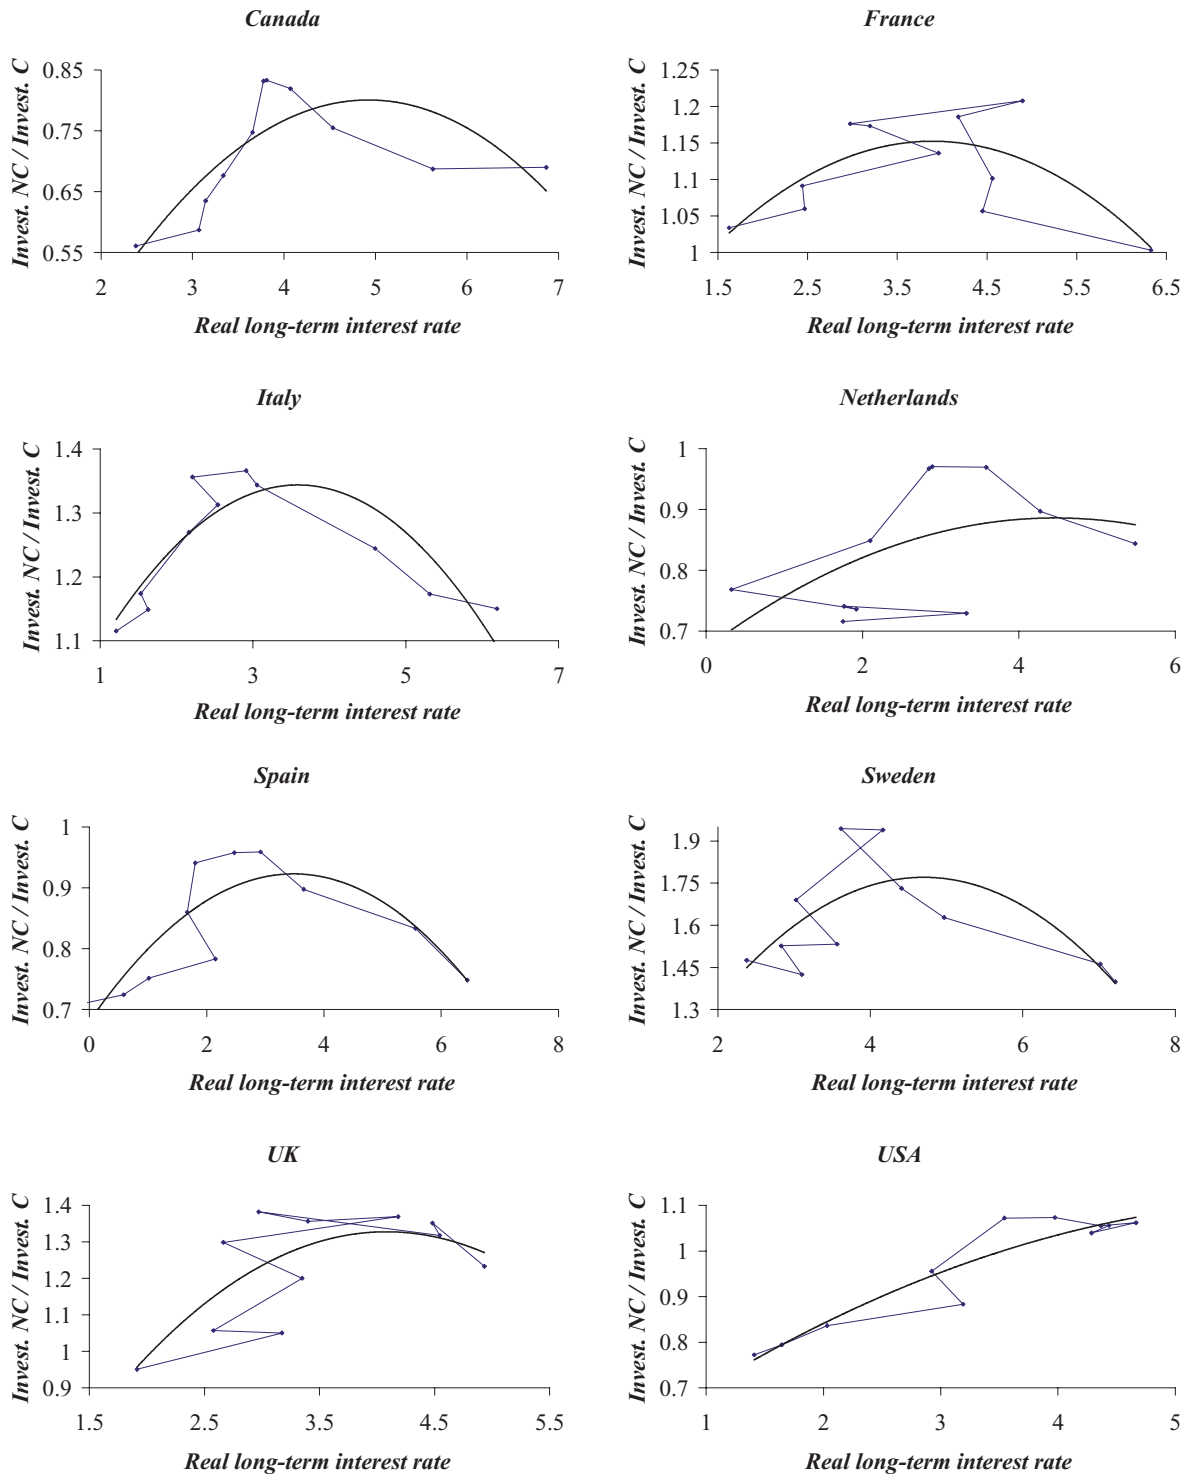 Canada
Invest. NC / Invest. C
0.85
0.75
0.65
0.55
2 3 4 5 6 7
Real long-term interest rate
France
Invest. NC / Invest. C
1.25
1.2
1.15
1.1
1.05
1
1.5 2.5 3.5 4.5 5.5 6.5
Real long-term interest rate
Italy
Invest. NC / Invest. C
1.4
1.3
1.2
1.1
1 3 5 7
Real long-term interest rate
Netherlands
Invest. NC / Invest. C
1
0.9
0.8
0.7
0 2 4 6
Real long-term interest rate
Spain
Invest. NC / Invest. C
1
0.9
0.8
0.7
0 2 4 6 8
Real long-term interest rate
Sweden
Invest. NC / Invest. C
1.9
1.75
1.6
1.45
1.3
2 4 6 8
Real long-term interest rate
UK
Invest. NC / Invest. C
1.4
1.3
1.2
1.1
1
0.9
1.5 2.5 3.5 4.5 5.5
Real long-term interest rate
USA
Invest. NC / Invest. C
1.1
1
0.9
0.8
0.7
1 2 3 4 5
Real long-term interest rate